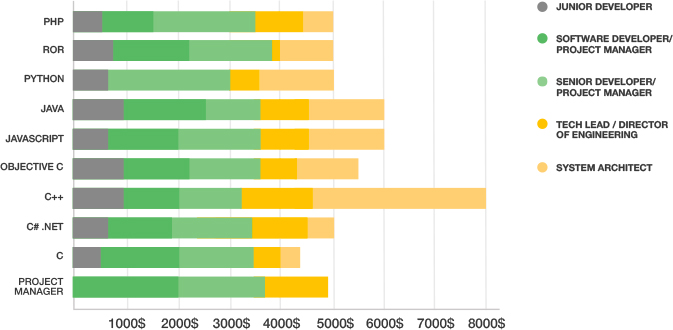 PHP
ROR
PYTHON
JAVA
JAVASCRIPT
OBJECTIVE C
C++
C# .NET
C
PROJECT
MANAGER
1000$ 2000$ 3000$ 4000$ 5000$ 6000$ 7000$ 8000$
JUNIOR DEVELOPER
SOFTWARE DEVELOPER/
PROJECT MANAGER
SENIOR DEVELOPER/
PROJECT MANAGER
TECH LEAD / DIRECTOR
OF ENGINEERING
SYSTEM ARCHITECT